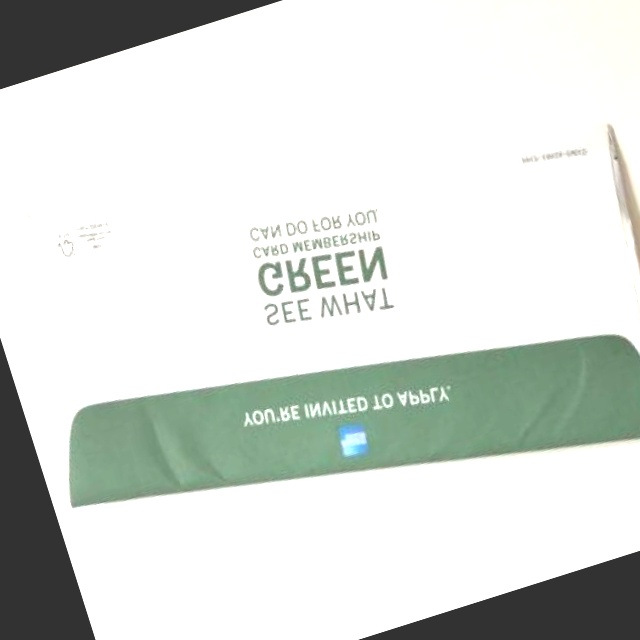 YOU'RE INVITED TO APPLY.
SEE WHAT
GREEN
CARD MEMBERSHIP
CAN DO FOR YOU.